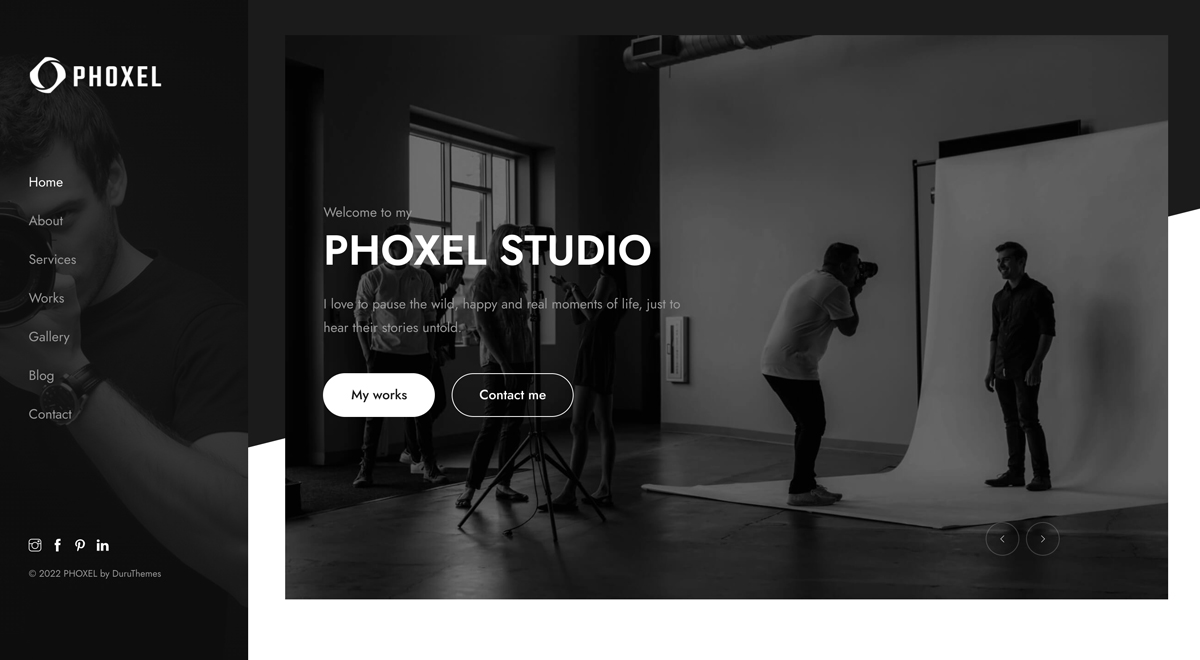 PHOXEL
Home
About
Services
Works
Gallery
Blog
Contact
© 2022 PHOXEL by DuruThemes
Welcome to my
PHOXEL STUDIO
I love to pause the wild, happy and real moments of life, just to
hear their stories untold.
My works
Contact me